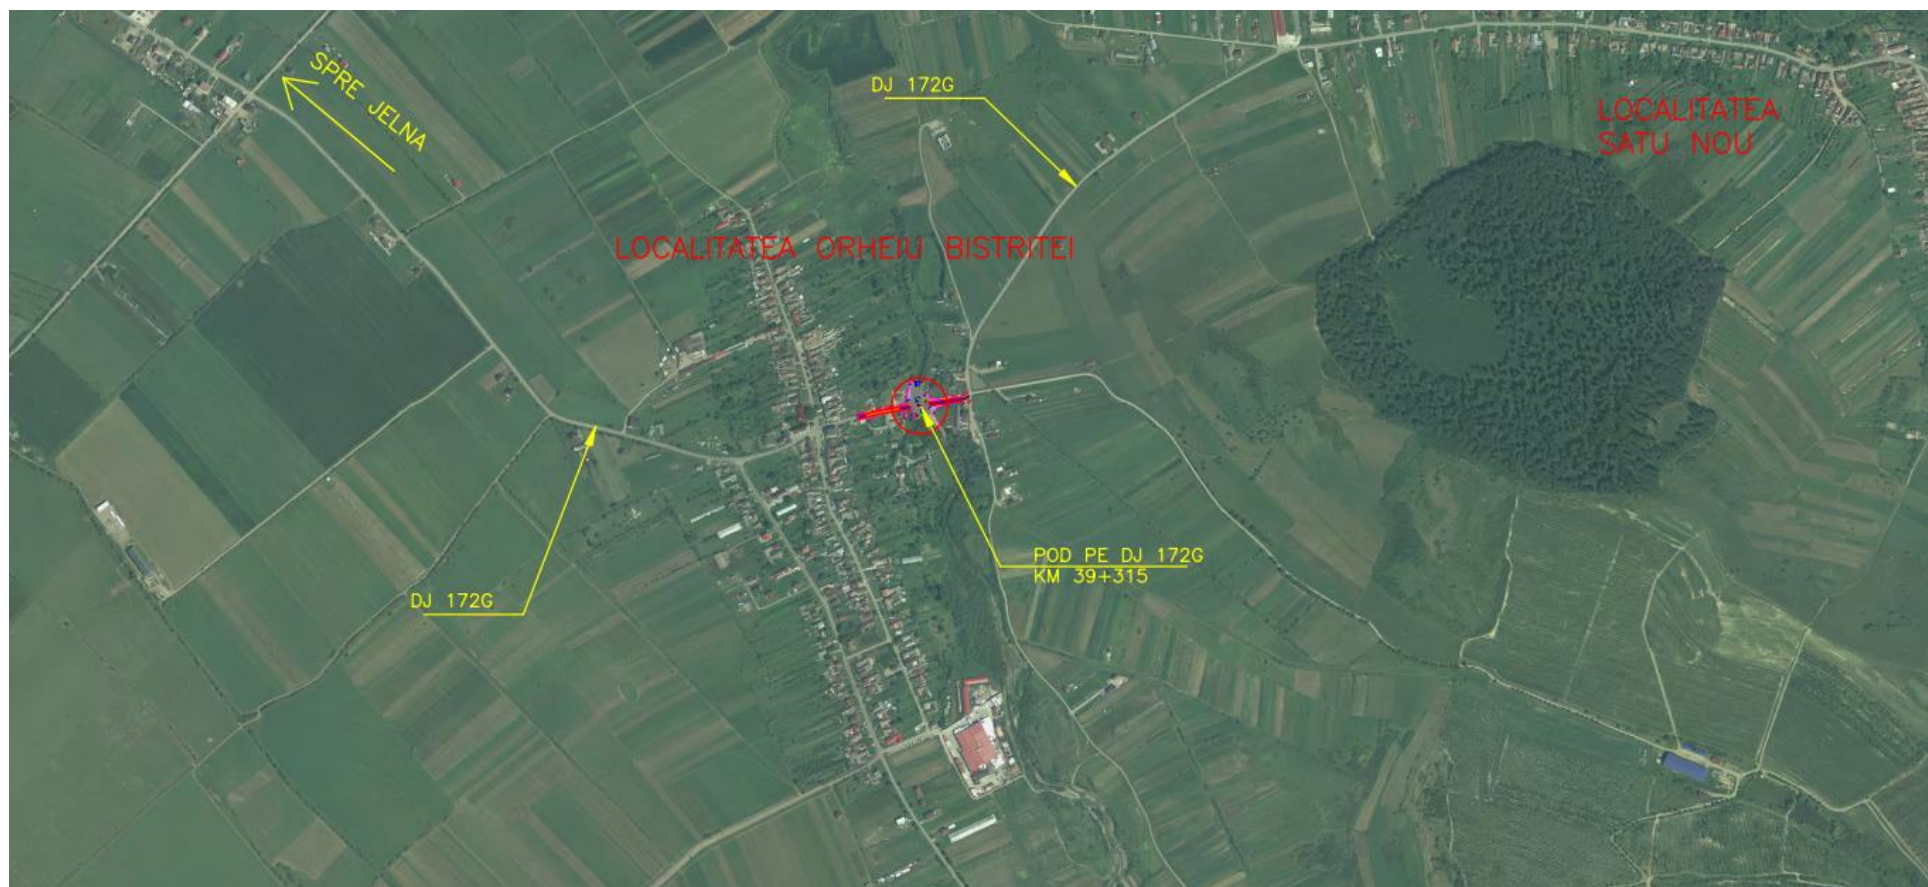 SPRE JELNA
DJ 172G
LOCALITATEA
SATU NOU
LOCALITATEA ORHEIU BISTRITEI
POD PE DJ 172G
KM 39+315
DJ 172G